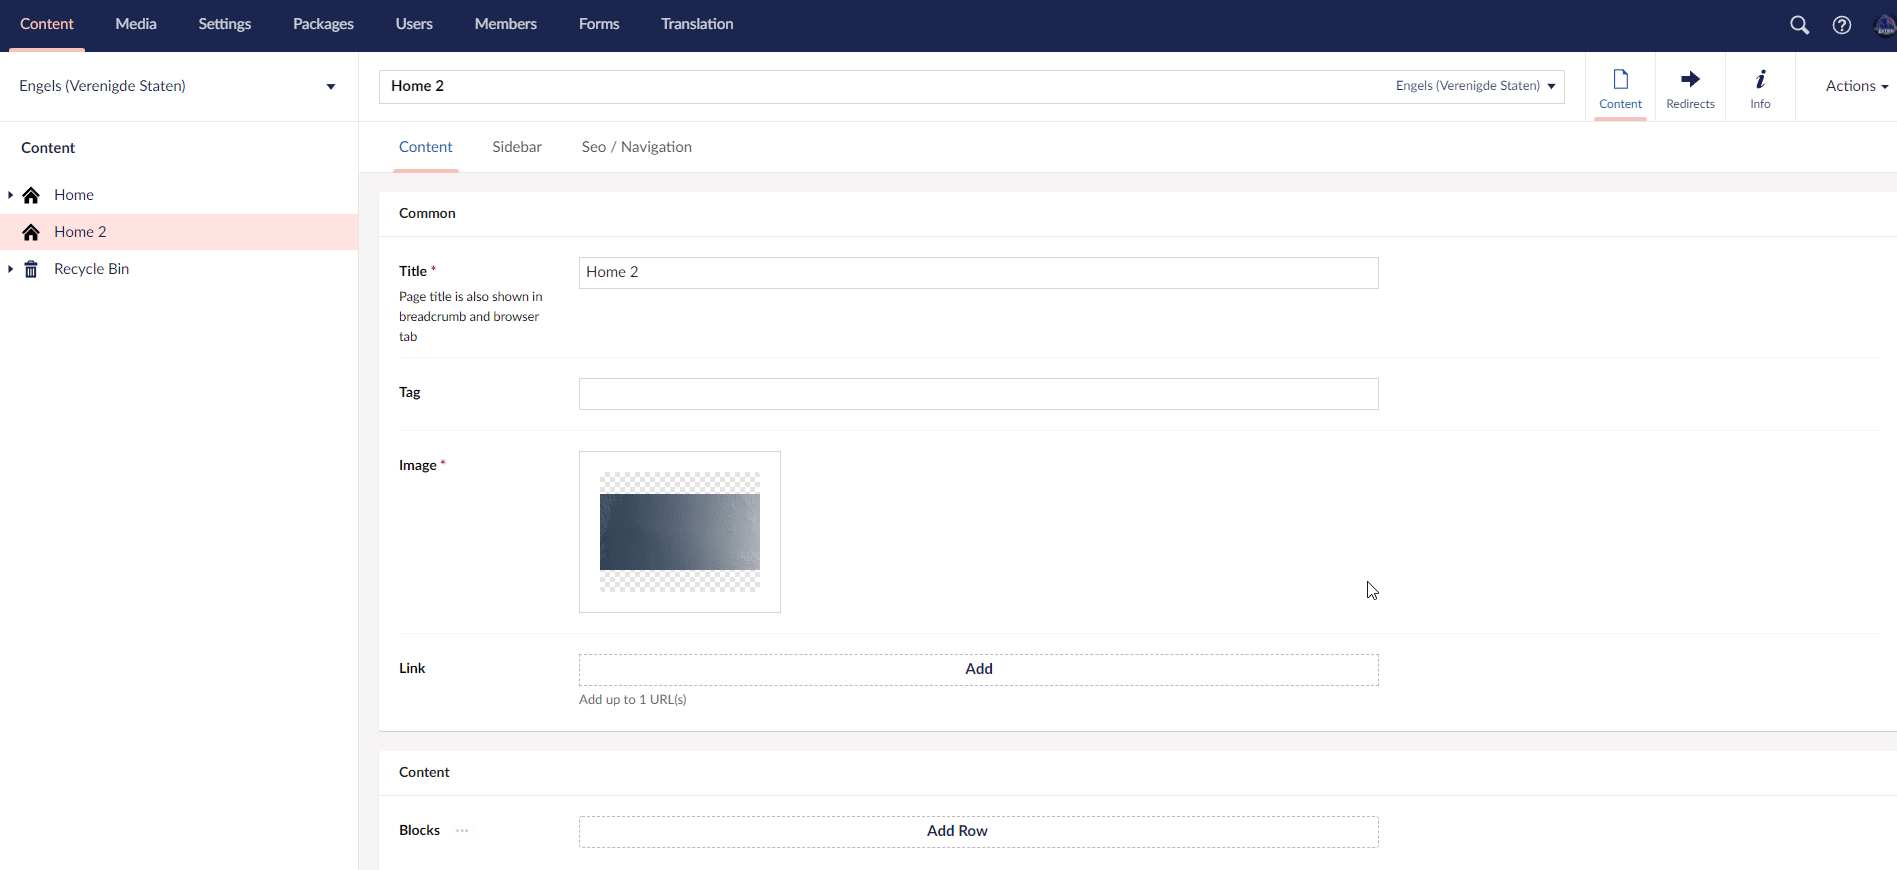 Content Media Settings Packages Users Members Forms Translation
Engels (Verenigde Staten)
Home 2
Engels (Verenigde Staten)
Content
Redirects
Info
Actions
Content
Home
Home 2
Recycle Bin
Content Sidebar Seo / Navigation
Common
Title *
Page title is also shown in
breadcrumb and browser
tab
Home 2
Tag
Image *
Link
Add
Add up to 1 URL(s)
Content
Blocks
Add Row